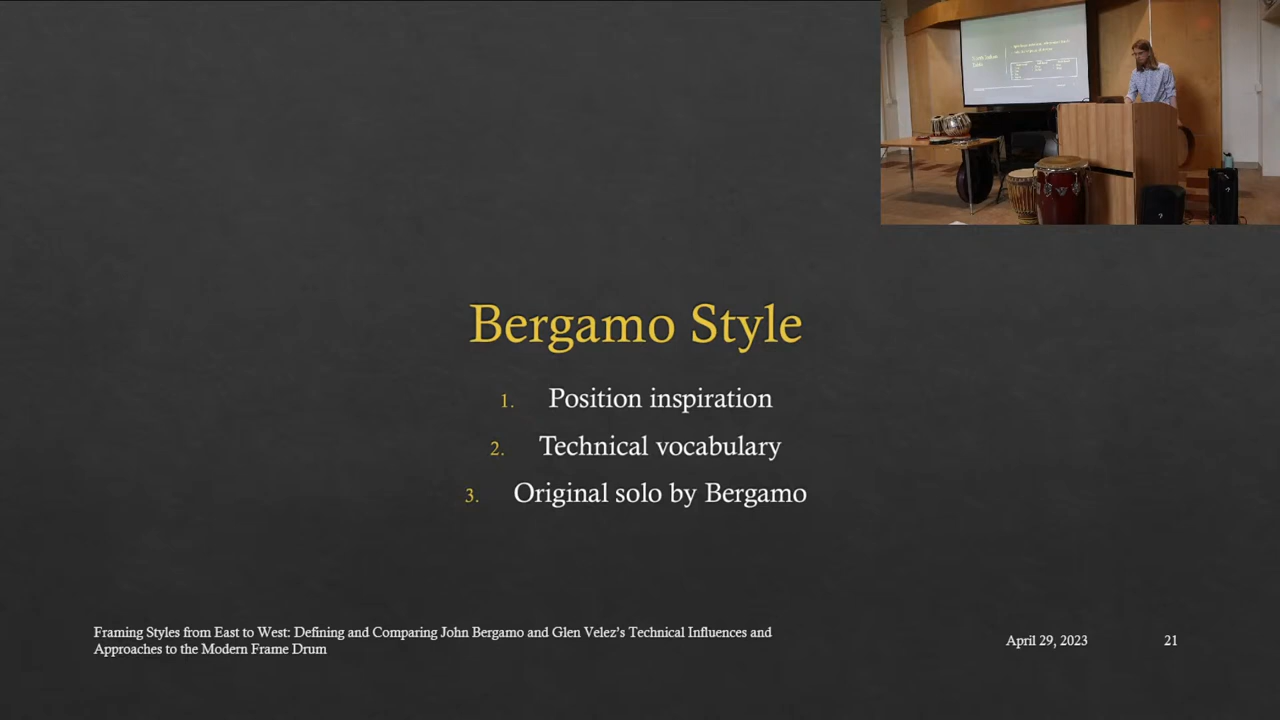 Bergamo Style
1. Position inspiration
2. Technical vocabulary
3. Original solo by Bergamo
Framing Styles from East to West: Defining and Comparing John Bergamo and Glen Velez's Technical Influences and
Approaches to the Modern Frame Drum
April 29, 2023
21